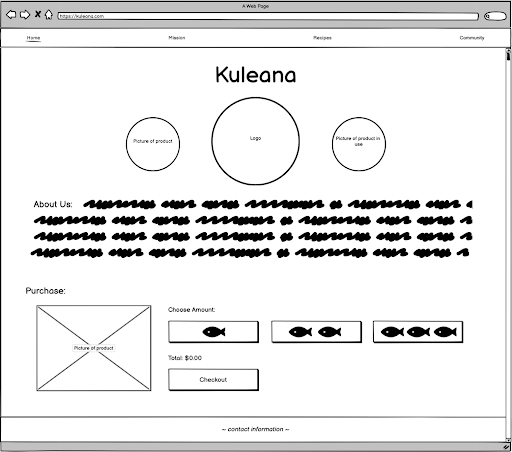 A Web Page
https://kuleana.com
Home Mission Recipes Community
Kuleana
Picture of product
Logo
Picture of product in
use
About Us:
Purchase:
Choose Amount:
Picture of product
Total: $0.00
Checkout
~ contact information ~